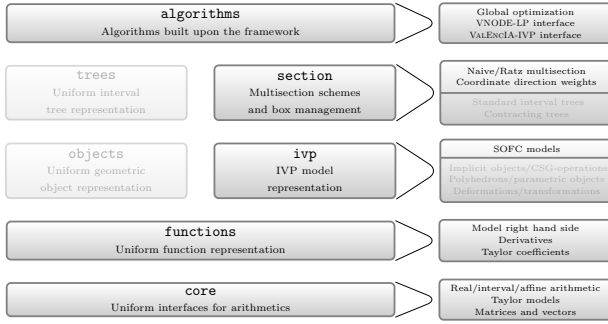 algorithms
Algorithms built upon the framework
Global optimization
VNODE-LP interface
VALENCIA-IVP interface
trees
Uniform interval
tree representation
section
Multisection schemes
and box management
Naive/Ratz multisection
Coordinate direction weights
Standard interval trees
Contracting trees
objects
Uniform geometric
object representation
ivp
IVP model
representation
SOFC models
Implicit objects/CSG-operations
Polyhedrons/parametric objects
Deformations/transformations
functions
Uniform function representation
Model right hand side
Derivatives
Taylor coefficients
core
Uniform interfaces for arithmetics
Real/interval/affine arithmetic
Taylor models
Matrices and vectors